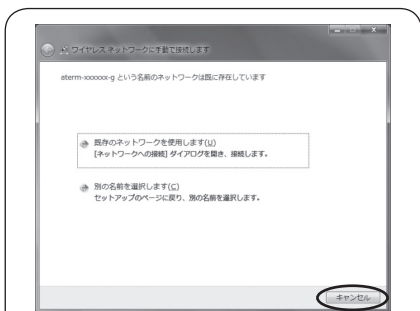 ワイヤレス ネットワークに手動で接続します
aterm-xxxxxx-g という名前のネットワークは既に存在しています
既存のネットワークを使用します(U)
[ネットワークへの接続] ダイアログを開き、接続します。
別の名前を選択します(C)
セットアップのページに戻り、別の名前を選択します。
キャンセル